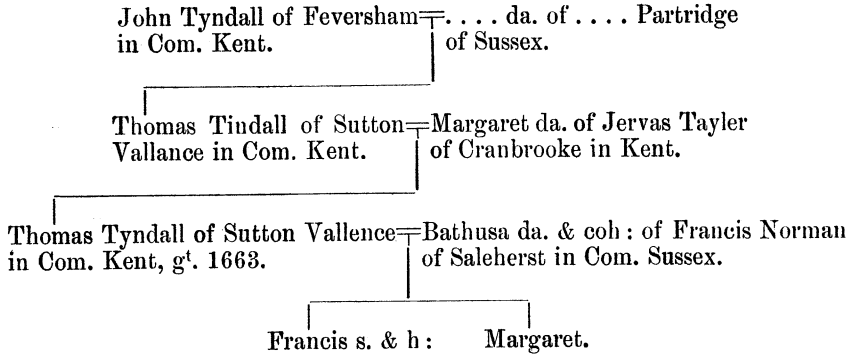 John Tyndall of Feversham=. . . . da. of . . . . Partridge
in Com. Kent. of Sussex.
Thomas Tindall of Sutton=Margaret da. of Jervas Tayler
Vallance in Com. Kent. of Cranbrooke in Kent.
Thomas Tyndall of Sutton Vallence=Bathusa da. & coh: of Francis Norman
in Com. Kent, gᵗ. 1663. of Saleherst in Com. Sussex.
Francis s. & h: Margaret.